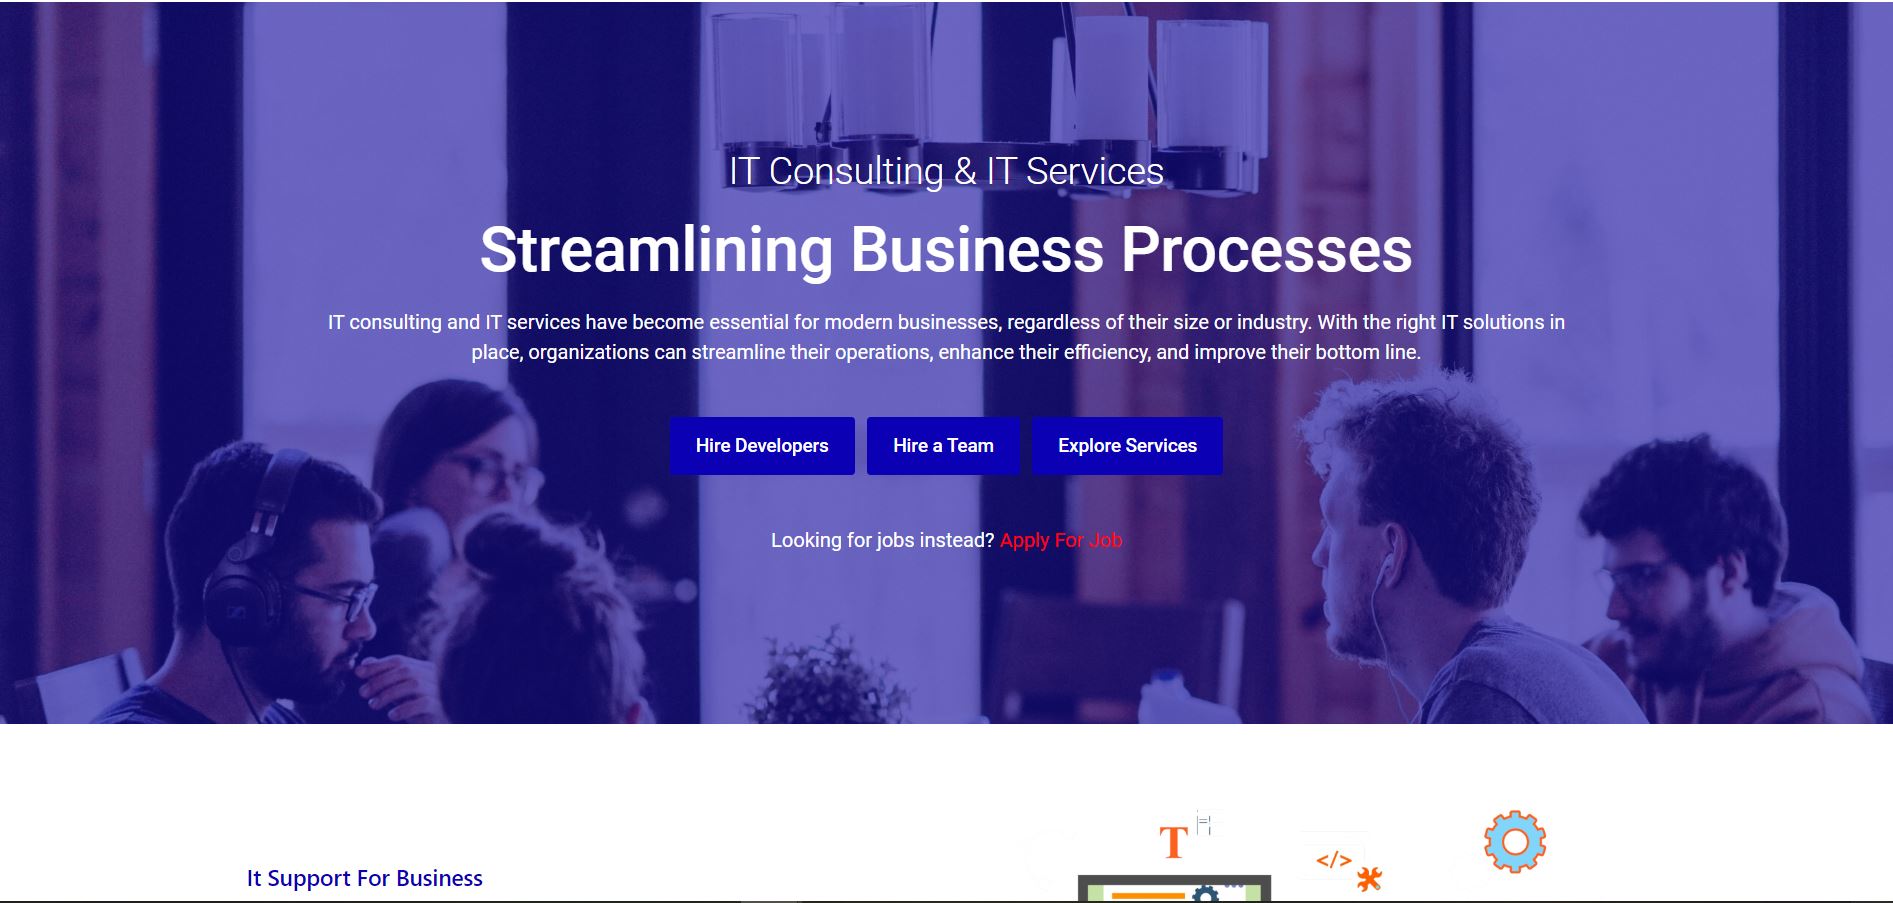 IT Consulting & IT Services
Streamlining Business Processes
IT consulting and IT services have become essential for modern businesses, regardless of their size or industry. With the right IT solutions in
place, organizations can streamline their operations, enhance their efficiency, and improve their bottom line.
Hire Developers Hire a Team Explore Services
Looking for jobs instead? Apply For Job
T
</>
It Support For Business